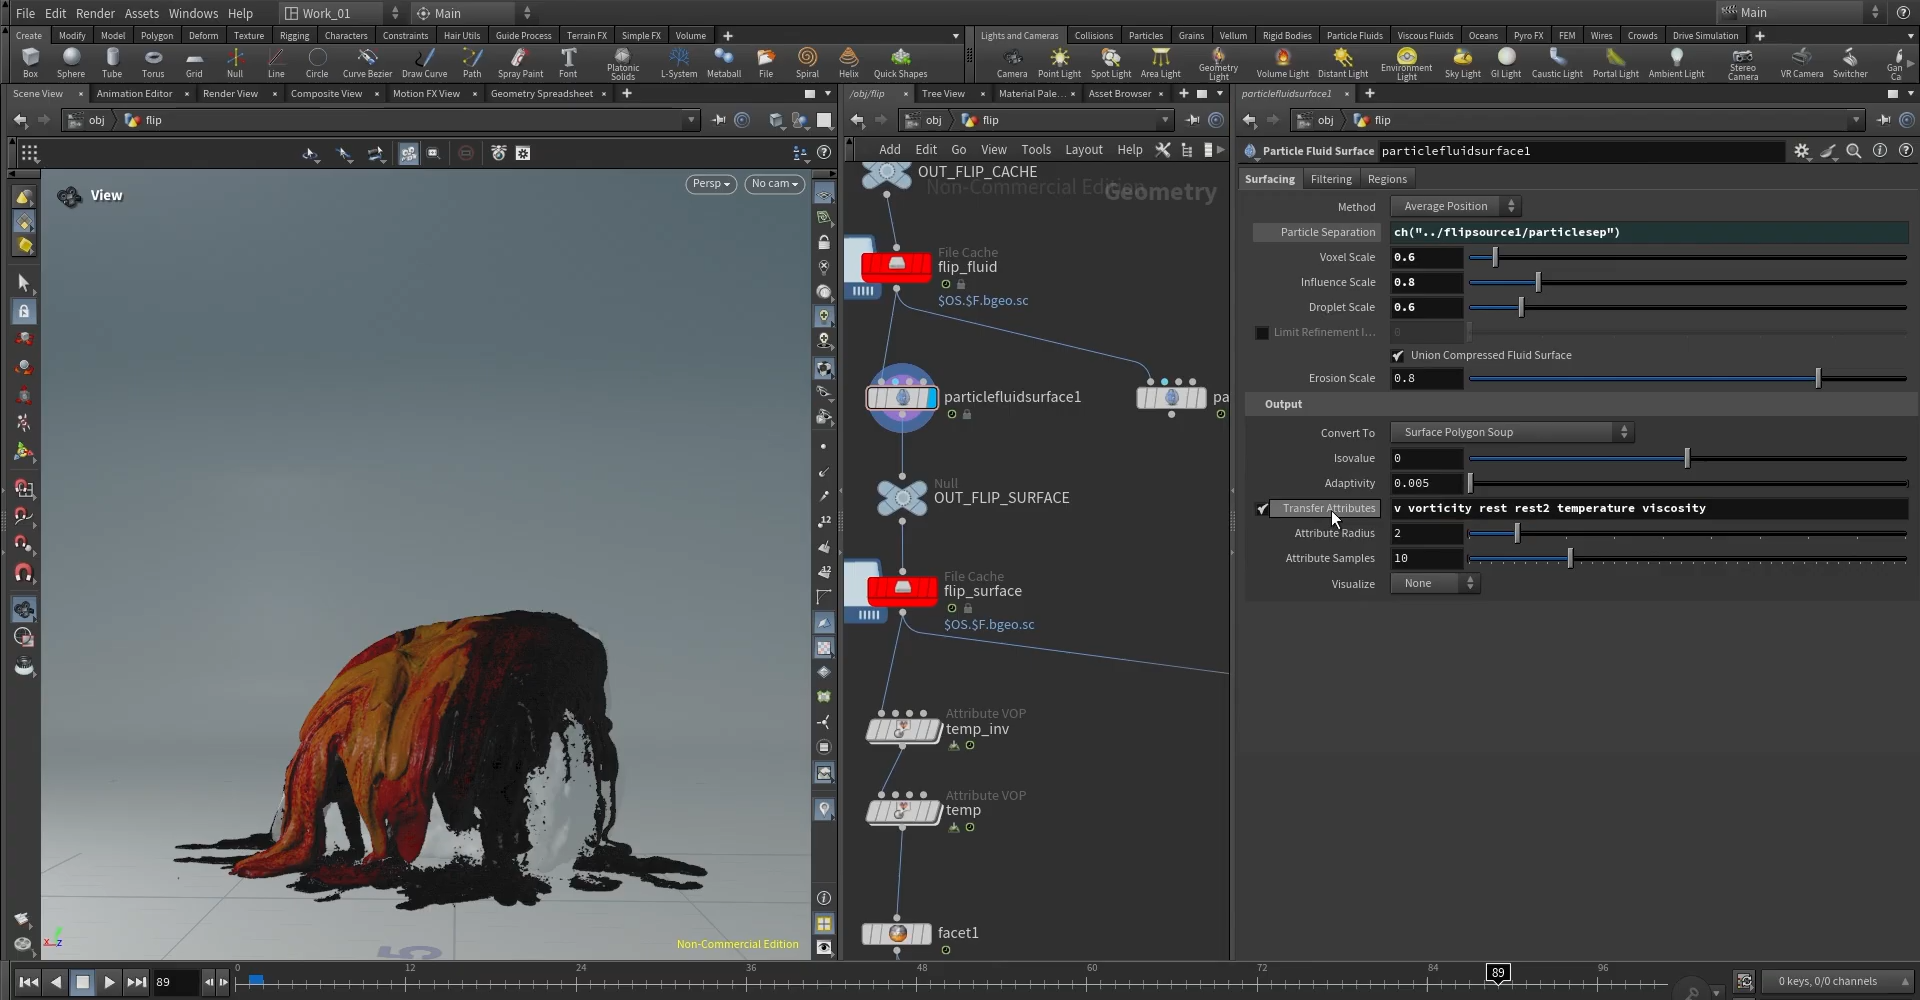 File Edit Render Assets Windows Help Work_01 Main Main
Create Modify Model Polygon Deform Texture Rigging Characters Constraints Hair Utils Guide Process Terrain FX Simple FX Volume
Lights and Cameras Collisions Particles Grains Vellum Rigid Bodies Particle Fluids Viscous Fluids Oceans Pyro FX FEM Wires Crowds Drive Simulation
Box Sphere Tube Torus Grid Null Line Circle Curve Bezier Draw Curve Path Spray Paint Font Platonic Solids L-System Metaball File Spiral Helix Quick Shapes
Camera Point Light Spot Light Area Light Geometry Light Volume Light Distant Light Environment Light Sky Light GI Light Caustic Light Portal Light Ambient Light Stereo Camera VR Camera Switcher Gan Ca
Scene View Animation Editor Render View Composite View Motion FX View Geometry Spreadsheet
/obj/flip Tree View Material Pale... Asset Browser
particlefluidsurface1
obj flip
obj flip
obj flip
Add Edit Go View Tools Layout Help
Particle Fluid Surface particlefluidsurface1
View
Persp No cam
OUT_FLIP_CACHE
Non-Commercial Edition
Geometry
File Cache
flip_fluid
$OS.$F.bgeo.sc
particlefluidsurface1
pa
Null
OUT_FLIP_SURFACE
File Cache
flip_surface
$OS.$F.bgeo.sc
Attribute VOP
temp_inv
Attribute VOP
temp
facet1
Surfacing Filtering Regions
Method Average Position
Particle Separation ch("../flipsource1/particlesep")
Voxel Scale 0.6
Influence Scale 0.8
Droplet Scale 0.6
Limit Refinement I... 0
Union Compressed Fluid Surface
Erosion Scale 0.8
Output
Convert To Surface Polygon Soup
Isovalue 0
Adaptivity 0.005
Transfer Attributes v vorticity rest rest2 temperature viscosity
Attribute Radius 2
Attribute Samples 10
Visualize None
12
12
5
x z
Non-Commercial Edition
89
0 12 24 36 48 60 72 84 89 96
0 keys, 0/0 channels